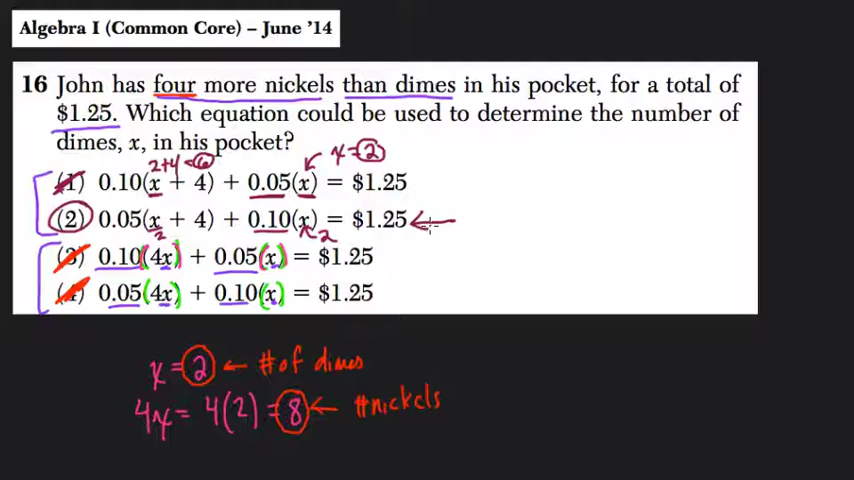 Algebra I (Common Core) – June ’14
16 John has four more nickels than dimes in his pocket, for a total of
$1.25. Which equation could be used to determine the number of
dimes, x, in his pocket?
2+4=6 x=2
(1) 0.10(x + 4) + 0.05(x) = $1.25
(2) 0.05(x + 4) + 0.10(x) = $1.25
2 x 2
(3) 0.10(4x) + 0.05(x) = $1.25
(4) 0.05(4x) + 0.10(x) = $1.25
x = 2 ← # of dimes
4x = 4(2) = 8 ← # nickels